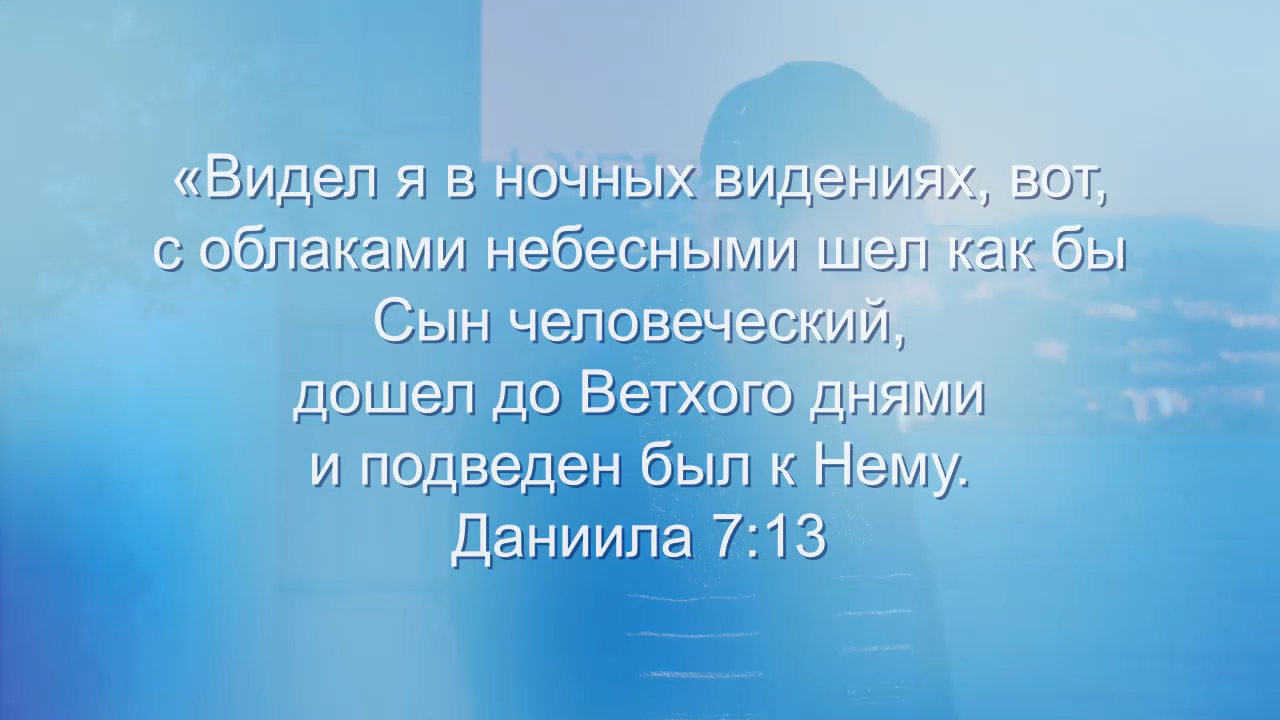 «Видел я в ночных видениях, вот,
с облаками небесными шел как бы
Сын человеческий,
дошел до Ветхого днями
и подведен был к Нему.
Даниила 7:13